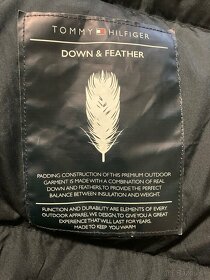 TOMMY HILFIGER
DOWN & FEATHER
PADDING CONSTRUCTION OF THIS PREMIUM OUTDOOR
GARMENT IS MADE WITH A COMBINATION OF REAL
DOWN AND FEATHERS, TO PROVIDE THE PERFECT
BALANCE BETWEEN INSULATION AND WEIGHT.
FUNCTION AND DURABILITY ARE ELEMENTS OF EVERY
OUTDOOR APPAREL WE DESIGN, TO GIVE YOU A GREAT
EXPERIENCE THAT WILL LAST FOR YEARS.
MADE TO KEEP YOU WARM